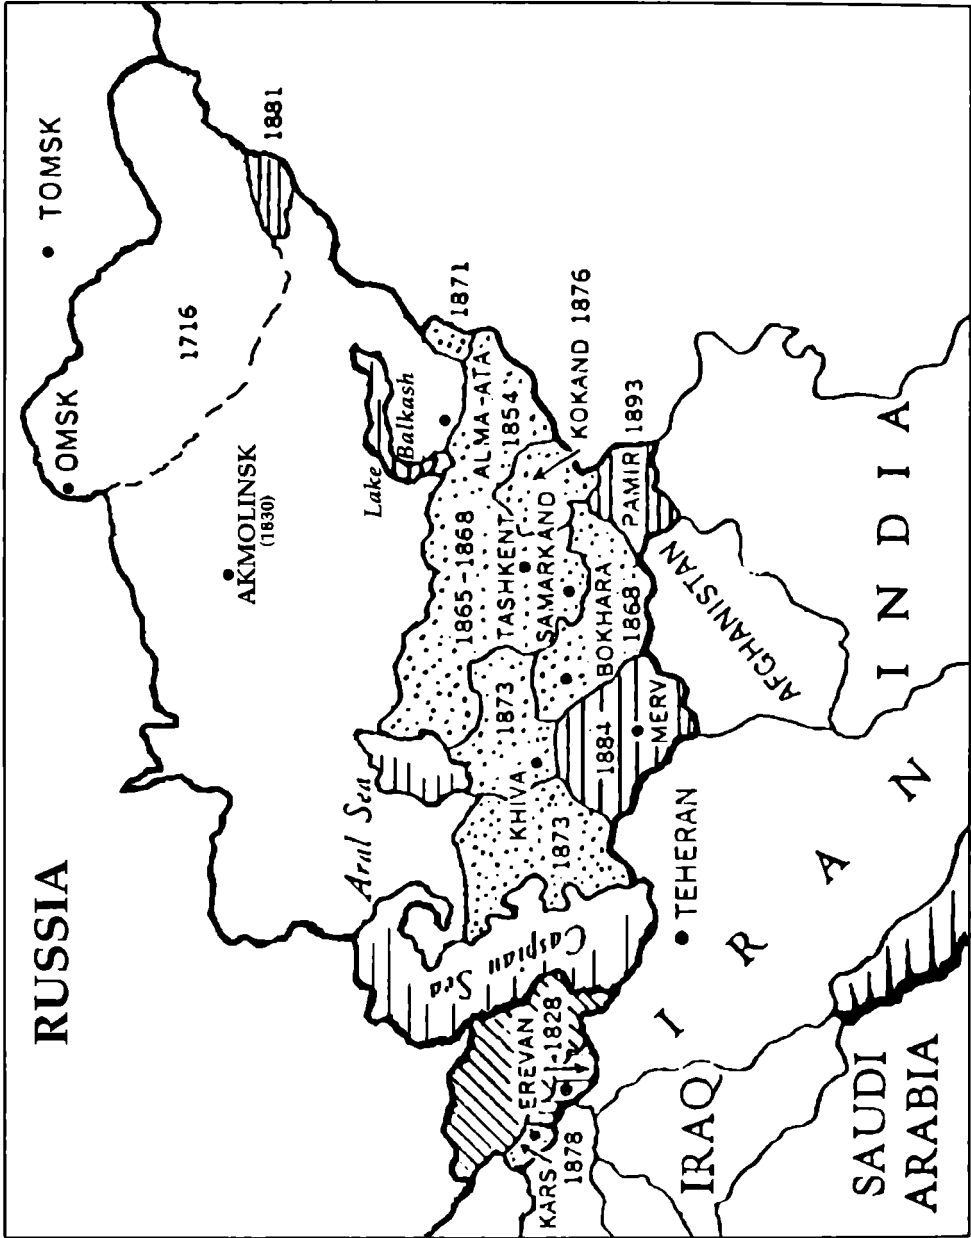 RUSSIA
OMSK
TOMSK
1716
1881
AKMOLINSK
(1830)
Lake
Balkash
1871
Aral Sea
1865-1868
ALMA-ATA
1854
TASHKENT
KOKAND 1876
1873
KHIVA
SAMARKAND
BOKHARA
1868
PAMIR 1893
1873
1884
MERV
Caspian
Sea
EREVAN
-1828
KARS
1878
TEHERAN
AFGHANISTAN
IRAN
INDIA
IRAQ
SAUDI
ARABIA